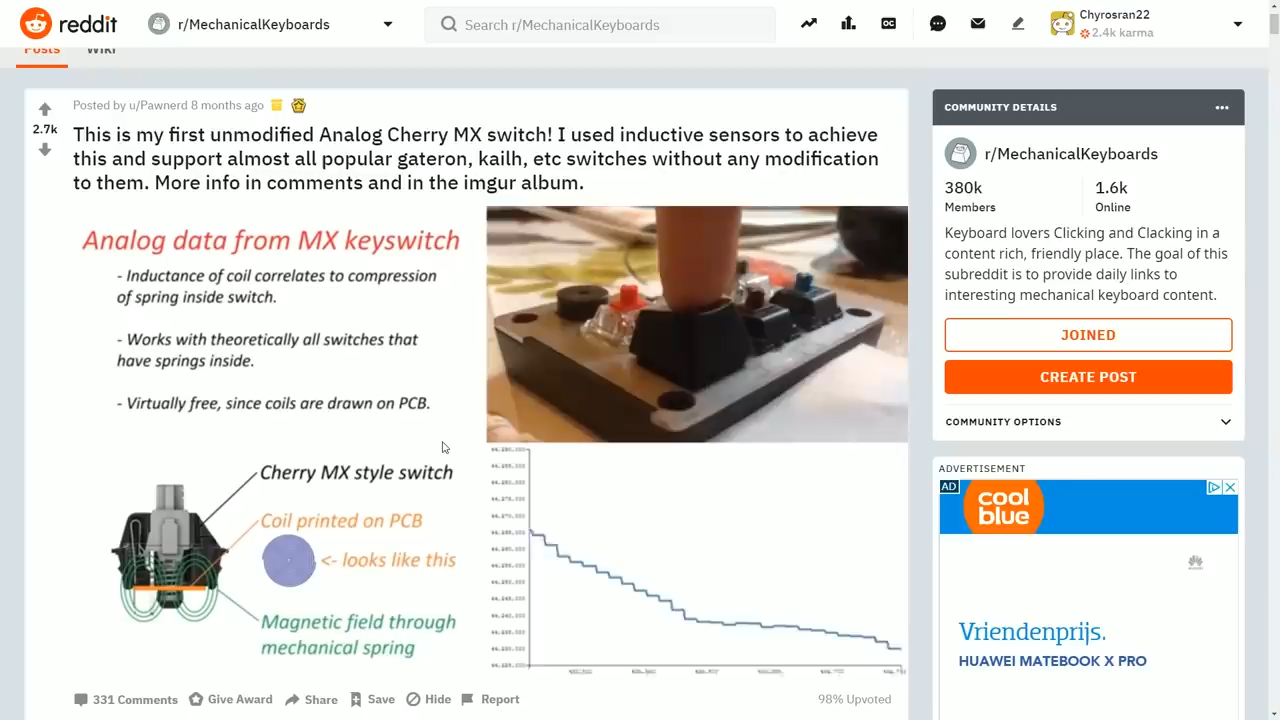 reddit
r/MechanicalKeyboards
Search r/MechanicalKeyboards
Chyrosran22
2.4k karma
Posts
Wiki
Posted by u/Pawnerd 8 months ago
2.7k
This is my first unmodified Analog Cherry MX switch! I used inductive sensors to achieve
this and support almost all popular gateron, kailh, etc switches without any modification
to them. More info in comments and in the imgur album.
Analog data from MX keyswitch
- Inductance of coil correlates to compression
of spring inside switch.
- Works with theoretically all switches that
have springs inside.
- Virtually free, since coils are drawn on PCB.
Cherry MX style switch
Coil printed on PCB
<- looks like this
Magnetic field through
mechanical spring
331 Comments
Give Award
Share
Save
Hide
Report
98% Upvoted
COMMUNITY DETAILS
r/MechanicalKeyboards
380k
1.6k
Members
Online
Keyboard lovers Clicking and Clacking in a
content rich, friendly place. The goal of this
subreddit is to provide daily links to
interesting mechanical keyboard content.
JOINED
CREATE POST
COMMUNITY OPTIONS
ADVERTISEMENT
AD
cool
blue
Vriendenprijs.
HUAWEI MATEBOOK X PRO